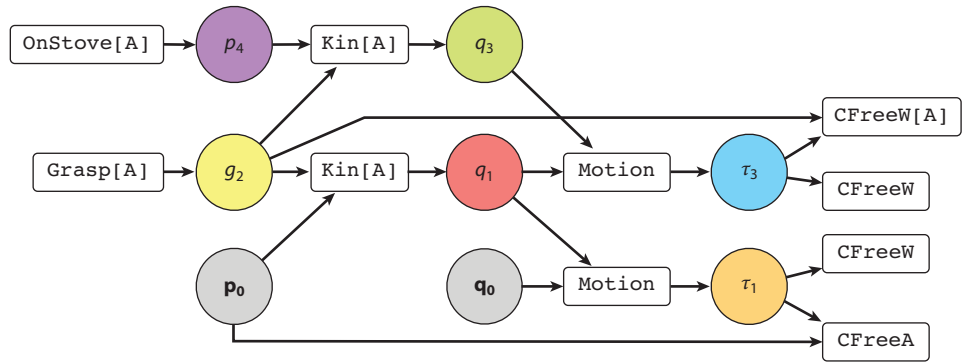 OnStove[A] p4 Kin[A] q3
CFreeW[A]
Grasp[A] g2 Kin[A] q1 Motion τ3
CFreeW
CFreeW
p0 q0 Motion τ1
CFreeA